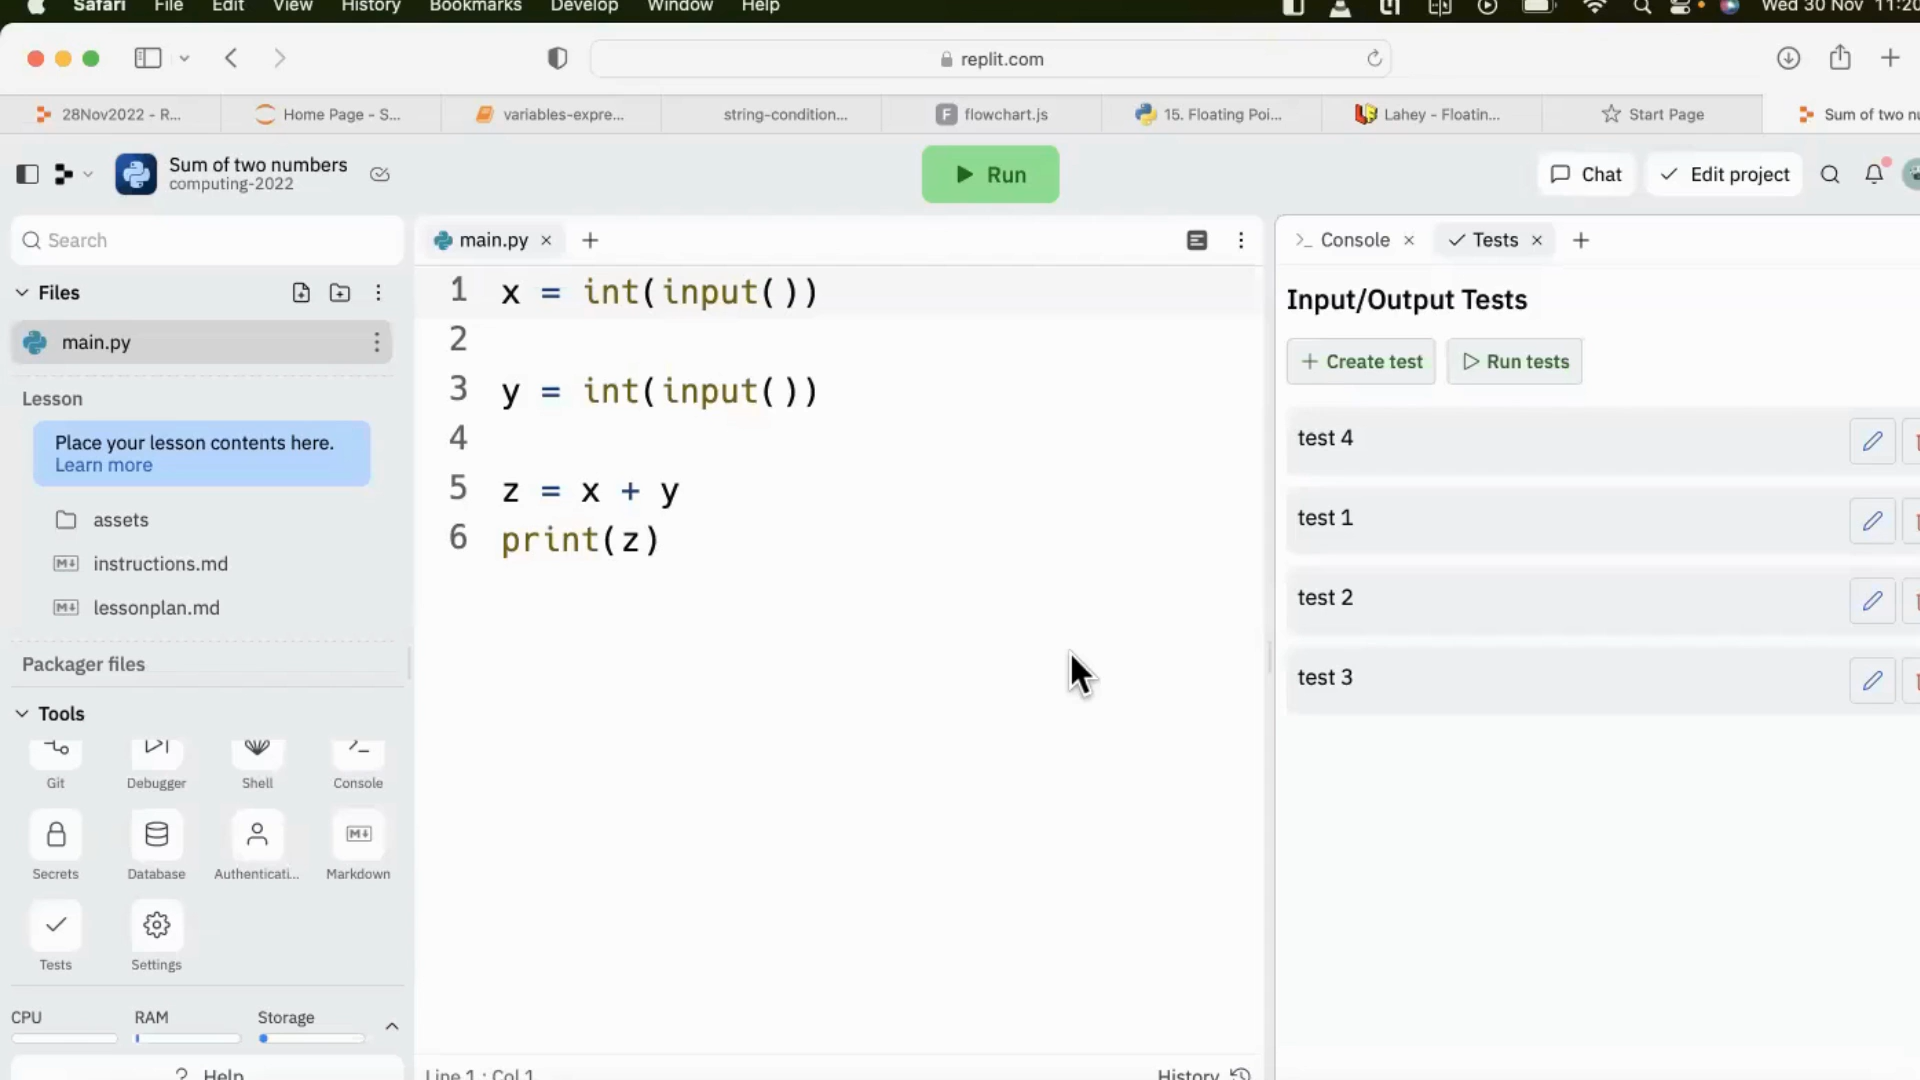 Safari File Edit View History Bookmarks Develop Window Help Wed 30 Nov 11:20
replit.com
28Nov2022 - R... Home Page - S... variables-expre... string-condition... flowchart.js 15. Floating Poi... Lahey - Floatin... Start Page Sum of two nu
Sum of two numbers
computing-2022
Run
Chat
Edit project
Search
main.py
Console
Tests
Files
main.py
Lesson
Place your lesson contents here.
Learn more
assets
instructions.md
lessonplan.md
Packager files
Tools
Git Debugger Shell Console
Secrets Database Authenticati... Markdown
Tests Settings
CPU RAM Storage
? Help
1 x = int(input())
2
3 y = int(input())
4
5 z = x + y
6 print(z)
Line 1 : Col 1
History
Input/Output Tests
+ Create test
Run tests
test 4
test 1
test 2
test 3